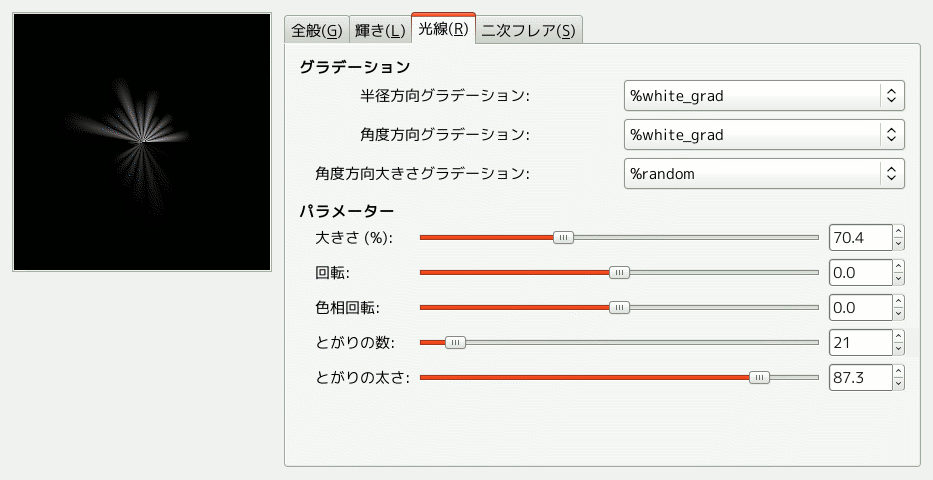 全般(G) 輝き(L) 光線(R) 二次フレア(S)
グラデーション
半径方向グラデーション: %white_grad
角度方向グラデーション: %white_grad
角度方向大きさグラデーション: %random
パラメーター
大きさ (%): 70.4
回転: 0.0
色相回転: 0.0
とがりの数: 21
とがりの太さ: 87.3